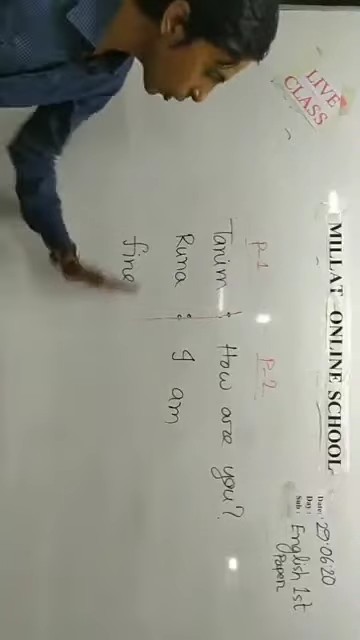 LIVE
CLASS
MILLAT ONLINE SCHOOL
Date: 29.06.20
Day:
Sub: English 1st
Paper
P-1 P-2
Tanim : How are you?
Runa : I am
fine